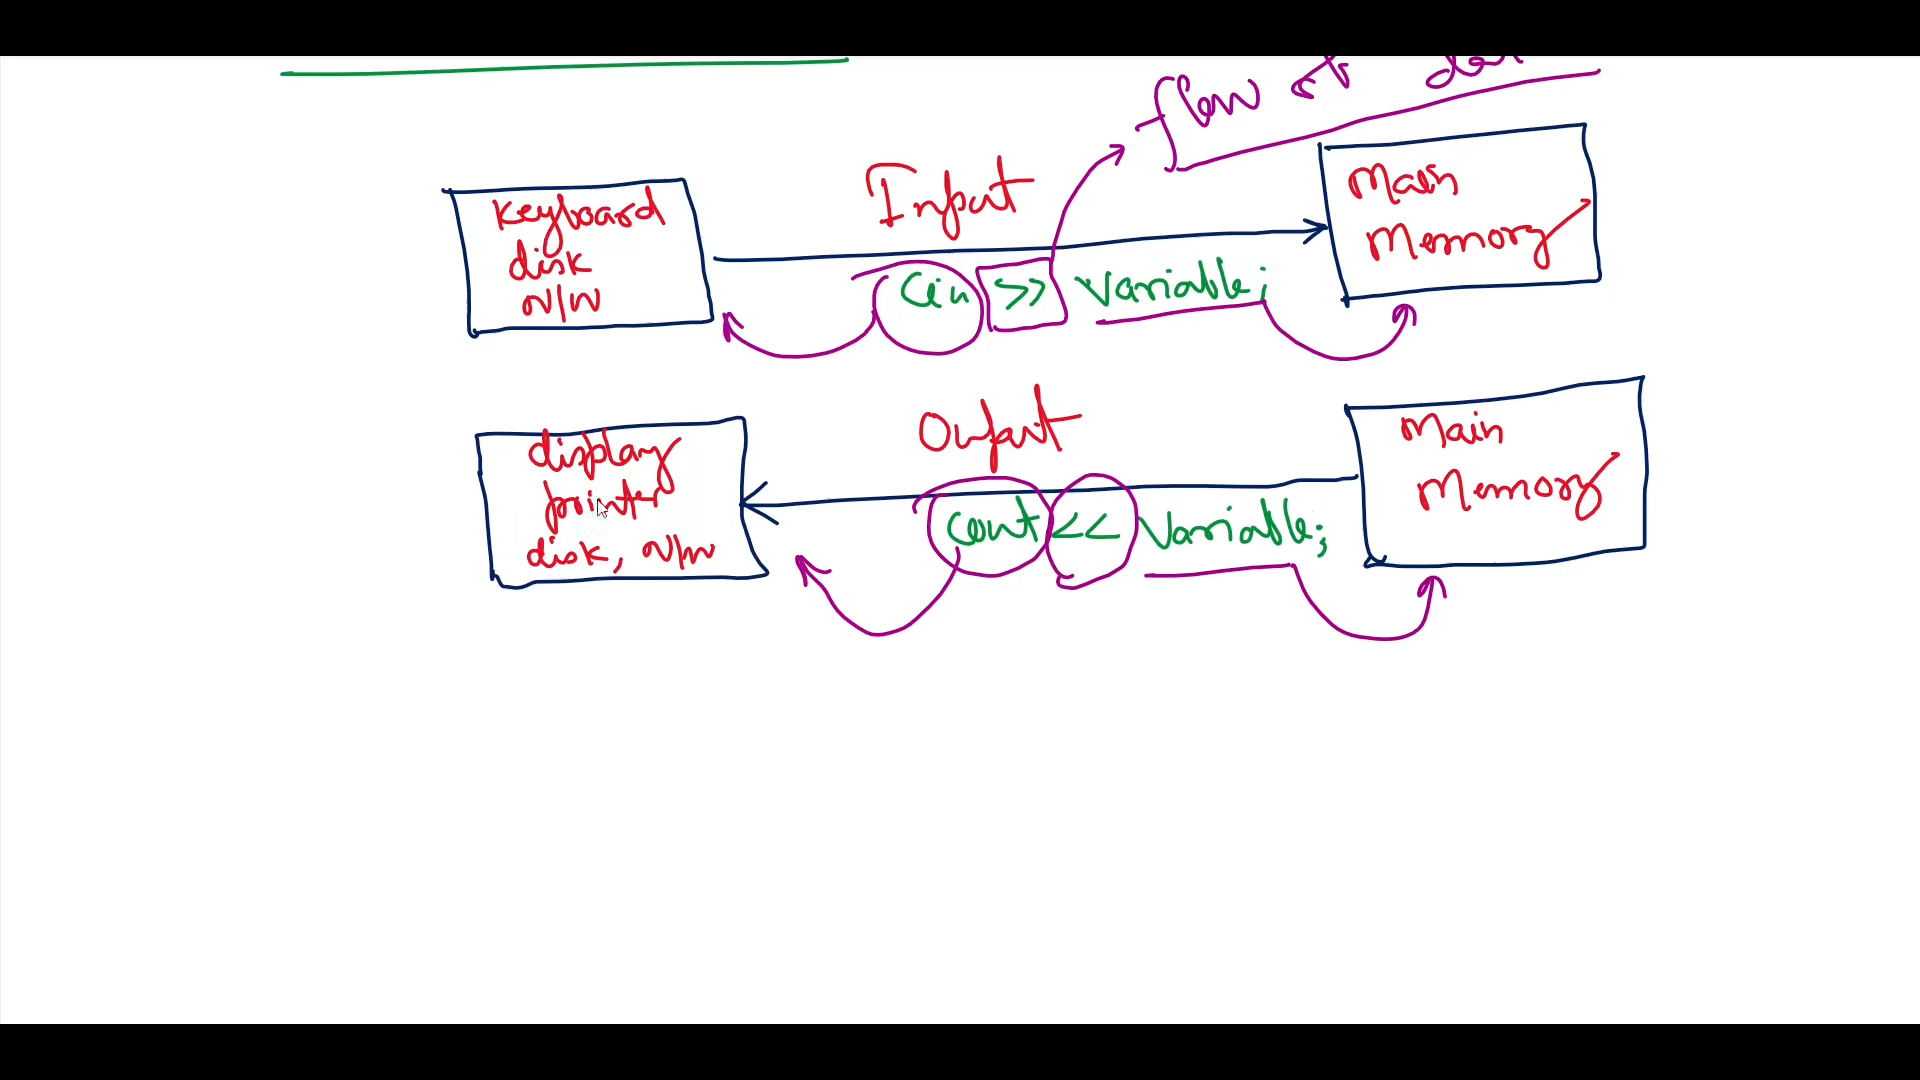 flow of
Input
Main
Memory
Keyboard
disk
N/W
Cin >> Variable;
Output
Main
Memory
display
printer
disk, N/W
Cout << Variable;